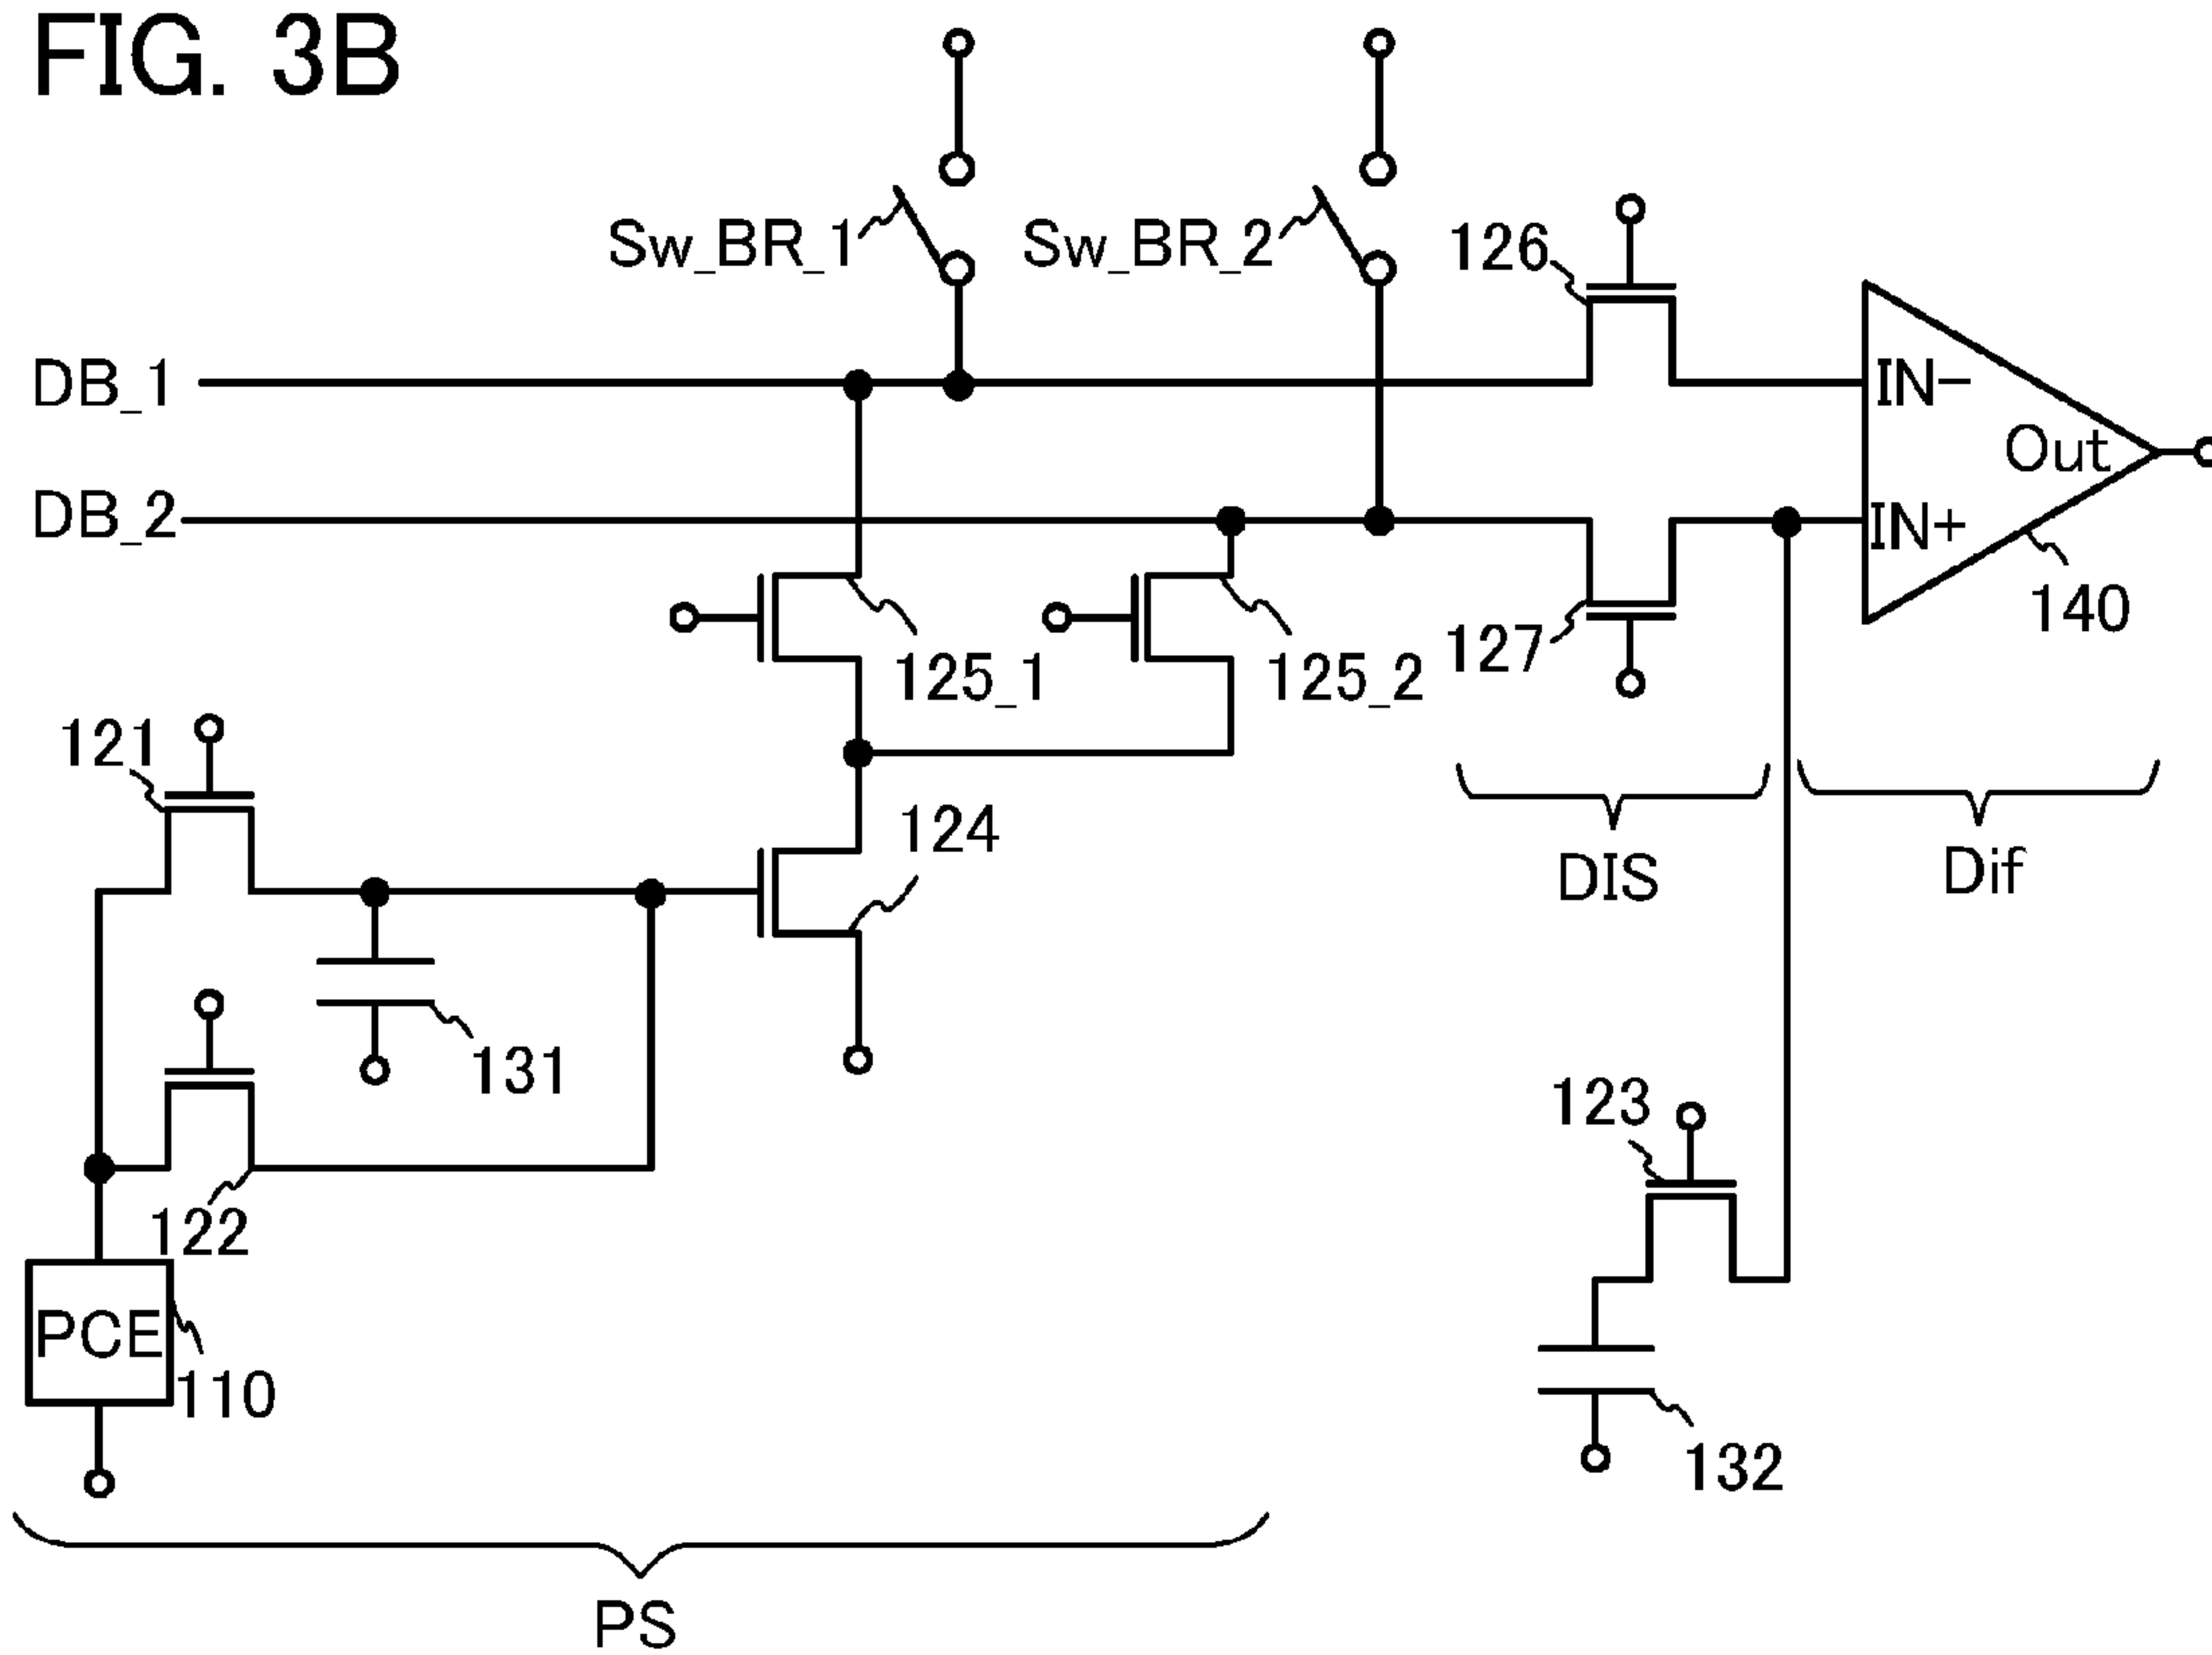 FIG. 3B
Sw_BR_1
Sw_BR_2
126
DB_1
IN-
Out
DB_2
IN+
140
125_1
125_2
127
121
124
DIS
Dif
131
123
122
PCE
110
132
PS